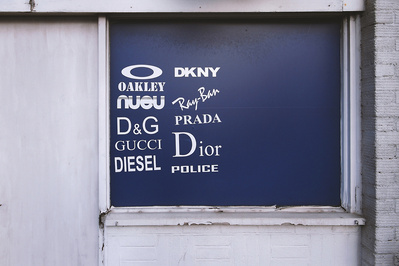 OAKLEY
nueu
D&G
GUCCI
DIESEL
DKNY
Ray-Ban
PRADA
Dior
POLICE